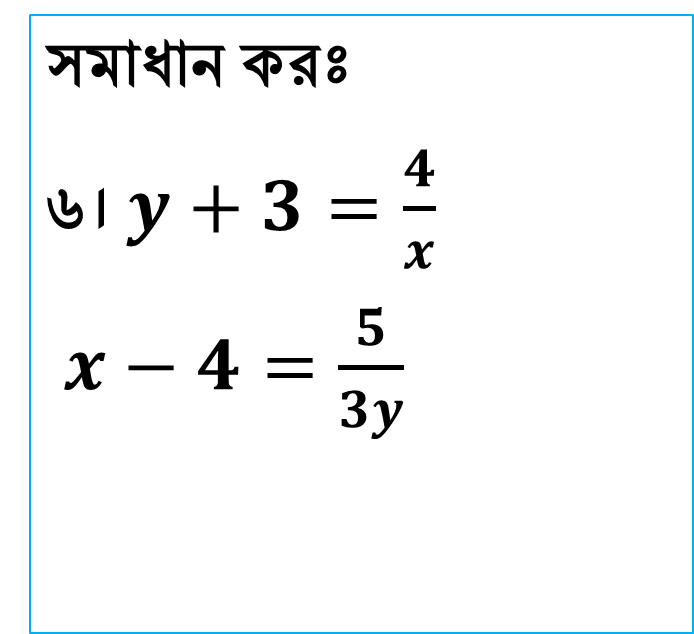 সমাধান করঃ
৬। y + 3 = 4/x
x − 4 = 5/3y